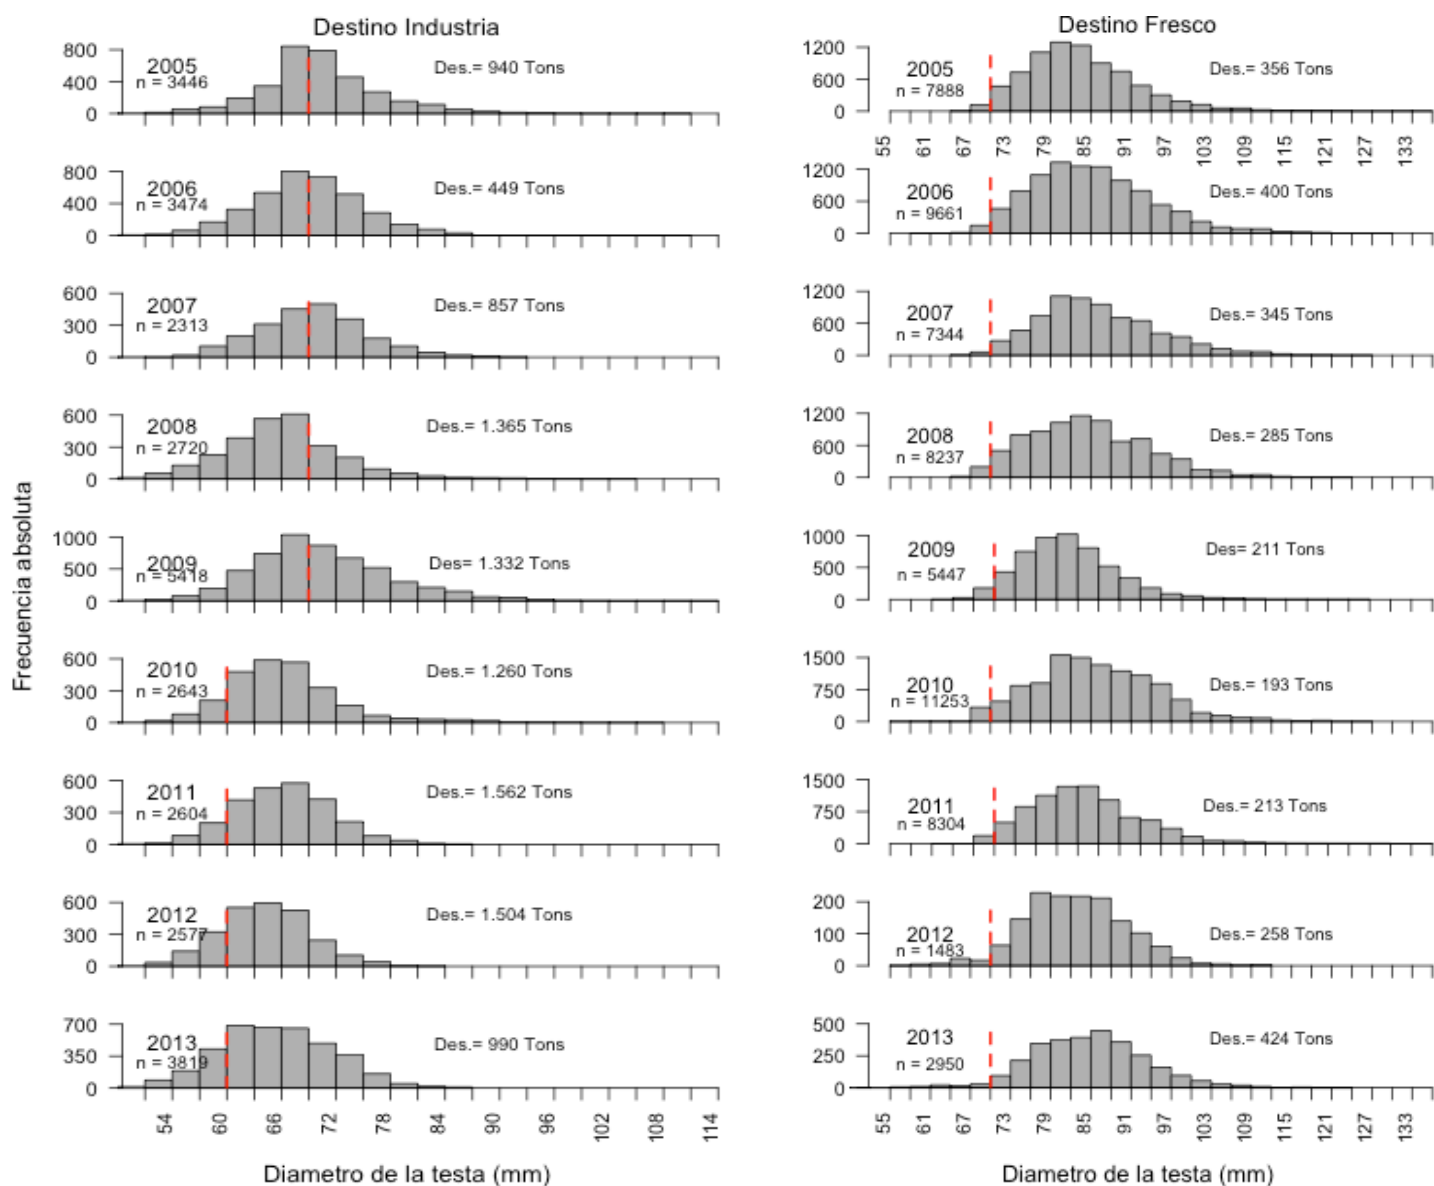 Destino Industria
800
400
0
2005
n = 3446
Des.= 940 Tons
800
400
0
2006
n = 3474
Des.= 449 Tons
600
300
0
2007
n = 2313
Des.= 857 Tons
600
300
0
2008
n = 2720
Des.= 1.365 Tons
1000
500
0
2009
n = 5418
Des.= 1.332 Tons
600
300
0
2010
n = 2643
Des.= 1.260 Tons
600
300
0
2011
n = 2604
Des.= 1.562 Tons
600
300
0
2012
n = 2577
Des.= 1.504 Tons
700
350
0
2013
n = 3819
Des.= 990 Tons
54 60 66 72 78 84 90 96 102 108 114
Diametro de la testa (mm)
Frecuencia absoluta
Destino Fresco
1200
600
0
2005
n = 7888
Des.= 356 Tons
55 61 67 73 79 85 91 97 103 109 115 121 133
1200
600
0
2006
n = 9661
Des.= 400 Tons
1200
600
0
2007
n = 7344
Des.= 345 Tons
1200
600
0
2008
n = 8237
Des.= 285 Tons
1000
500
0
2009
n = 5447
Des= 211 Tons
1500
750
0
2010
n = 11253
Des.= 193 Tons
1500
750
0
2011
n = 8304
Des.= 213 Tons
200
100
0
2012
n = 1483
Des.= 258 Tons
500
250
0
2013
n = 2950
Des.= 424 Tons
55 61 67 73 79 85 91 97 103 109 115 121 133
Diametro de la testa (mm)